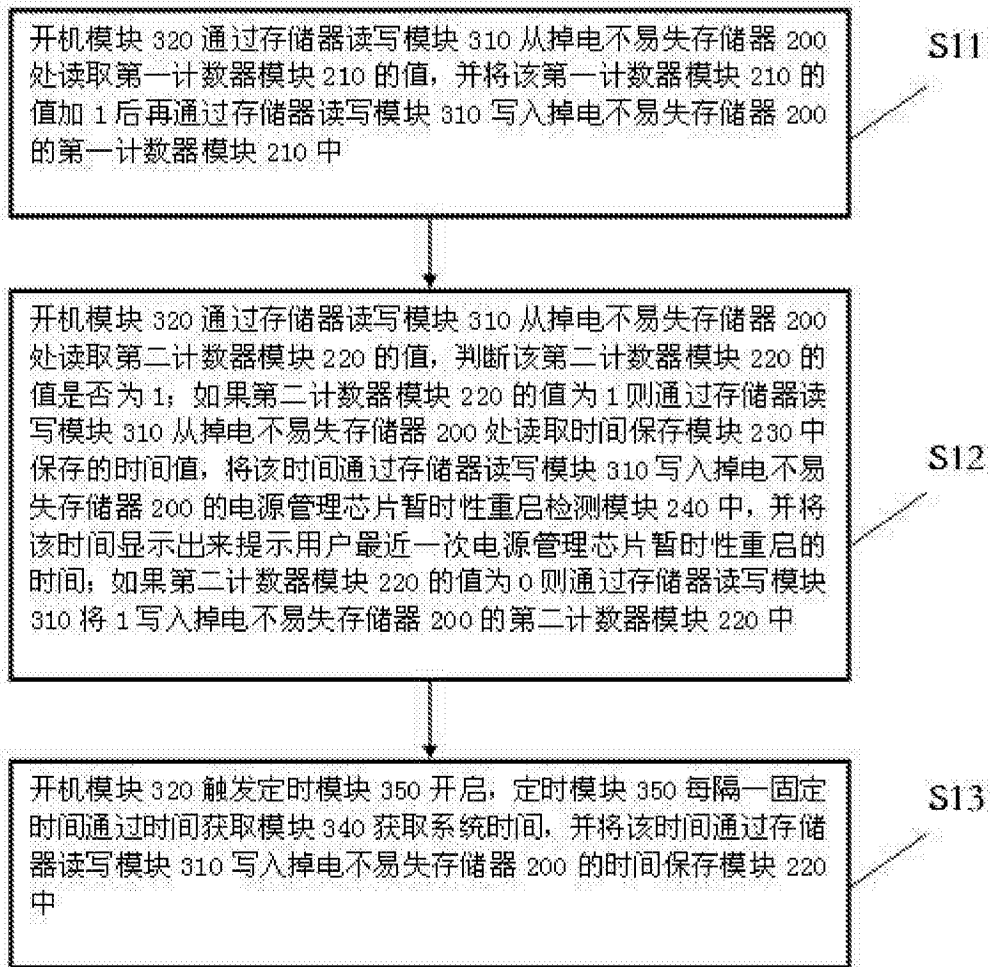 开机模块 320 通过存储器读写模块 310 从掉电不易失存储器 200
处读取第一计数器模块 210 的值，并将该第一计数器模块 210 的
值加 1 后再通过存储器读写模块 310 写入掉电不易失存储器 200
的第一计数器模块 210 中
S11
开机模块 320 通过存储器读写模块 310 从掉电不易失存储器 200
处读取第二计数器模块 220 的值，判断该第二计数器模块 220 的
值是否为 1；如果第二计数器模块 220 的值为 1 则通过存储器读
写模块 310 从掉电不易失存储器 200 处读取时间保存模块 230 中
保存的时间值，将该时间通过存储器读写模块 310 写入掉电不易
失存储器 200 的电源管理芯片暂时性重启检测模块 240 中，并将
该时间显示出来提示用户最近一次电源管理芯片暂时性重启的
时间；如果第二计数器模块 220 的值为 0 则通过存储器读写模块
310 将 1 写入掉电不易失存储器 200 的第二计数器模块 220 中
S12
开机模块 320 触发定时模块 350 开启，定时模块 350 每隔一固定
时间通过时间获取模块 340 获取系统时间，并将该时间通过存储
器读写模块 310 写入掉电不易失存储器 200 的时间保存模块 220
中
S13